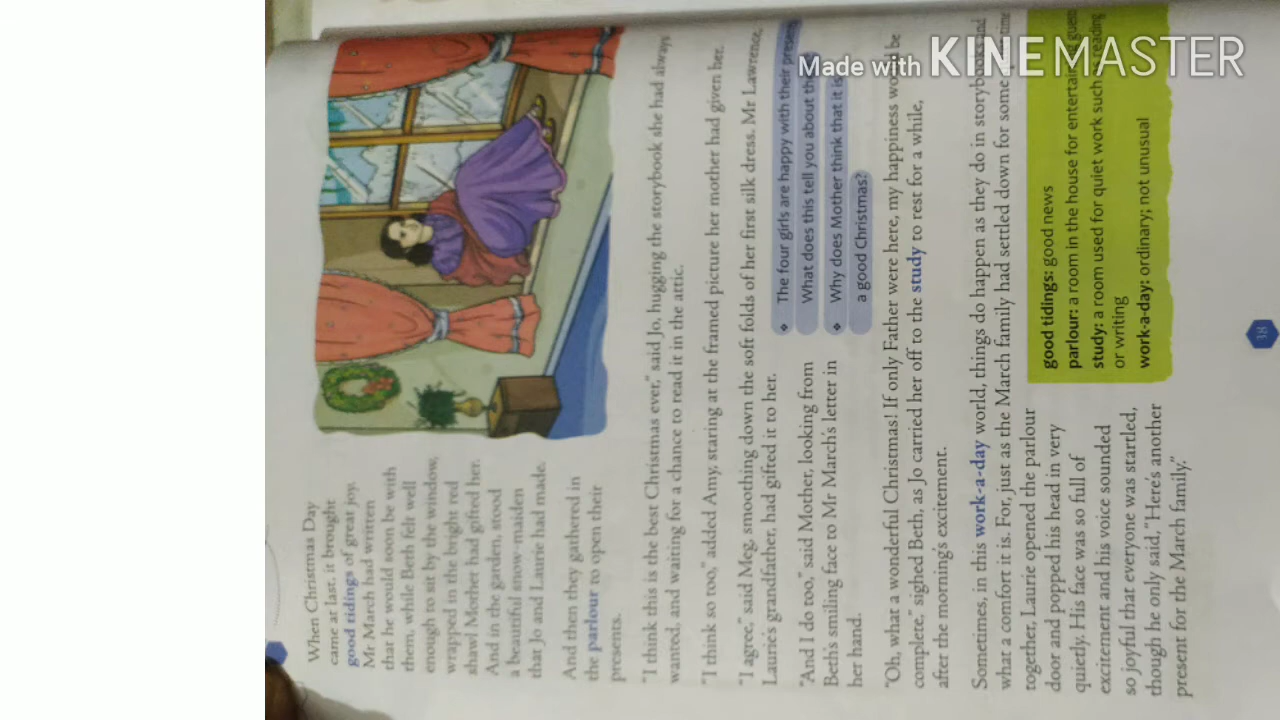 When Christmas Day
came at last, it brought
good tidings of great joy.
Mr March had written
that he would soon be with
them, while Beth felt well
enough to sit by the window,
wrapped in the bright red
shawl Mother had gifted her.
And in the garden, stood
a beautiful snow-maiden
that Jo and Laurie had made.
And then they gathered in
the parlour to open their
presents.
"I think this is the best Christmas ever," said Jo, hugging the storybook she had always
wanted, and waiting for a chance to read it in the attic.
"I think so too," added Amy, staring at the framed picture her mother had given her.
"I agree," said Meg, smoothing down the soft folds of her first silk dress. Mr Lawrence,
Laurie's grandfather, had gifted it to her.
"And I do too," said Mother, looking from
Beth's smiling face to Mr March's letter in
her hand.
❖ The four girls are happy with their presents
What does this tell you about
❖ Why does Mother think that it is
a good Christmas?
"Oh, what a wonderful Christmas! If only Father were here, my happiness would be
complete," sighed Beth, as Jo carried her off to the study to rest for a while,
after the morning's excitement.
Sometimes, in this work-a-day world, things do happen as they do in storybooks and
what a comfort it is. For, just as the March family had settled down for some time
together, Laurie opened the parlour
door and popped his head in very
quietly. His face was so full of
excitement and his voice sounded
so joyful that everyone was startled,
though he only said, "Here's another
present for the March family."
good tidings: good news
parlour: a room in the house for entertaining guests
study: a room used for quiet work such reading
or writing
work-a-day: ordinary; not unusual
38
Made with KINEMASTER